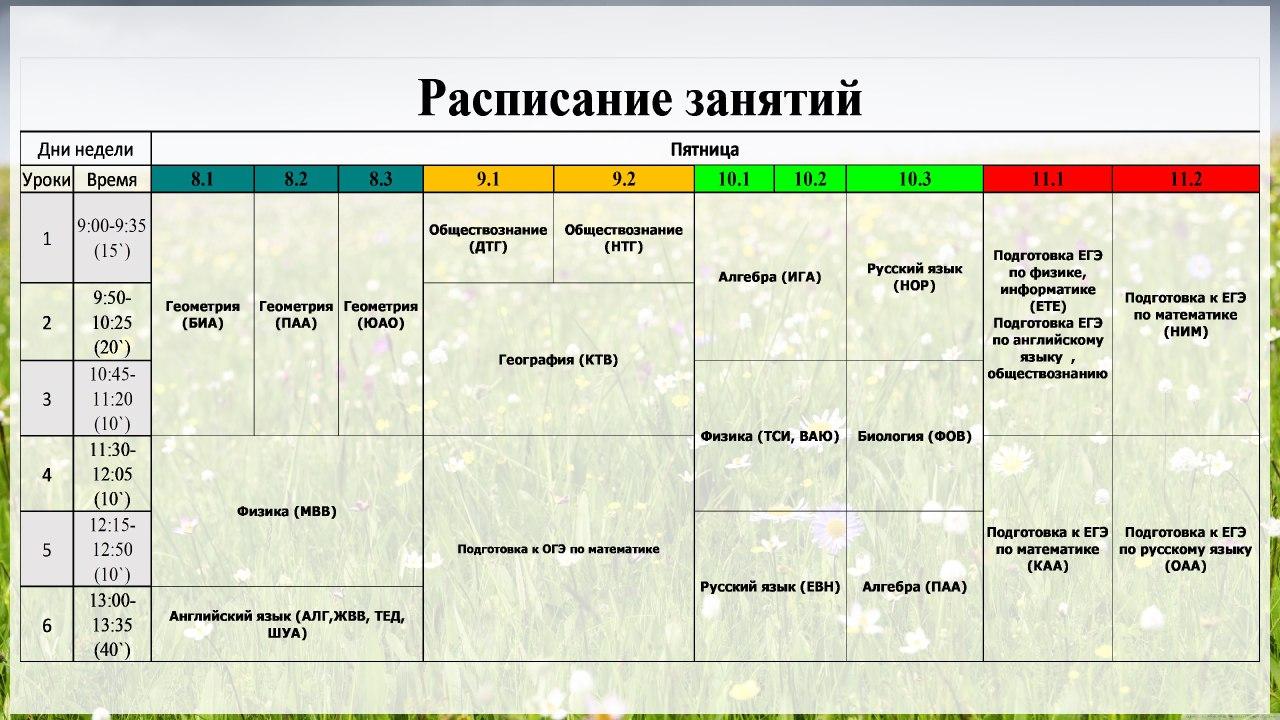 Расписание занятий
Дни недели
Пятница
Уроки
Время
8.1
8.2
8.3
9.1
9.2
10.1
10.2
10.3
11.1
11.2
1
9:00-9:35
(15`)
2
9:50-
10:25
(20`)
3
10:45-
11:20
(10`)
4
11:30-
12:05
(10`)
5
12:15-
12:50
(10`)
6
13:00-
13:35
(40`)
Геометрия
(БИА)
Геометрия
(ПАА)
Геометрия
(ЮАО)
Физика (МВВ)
Английский язык (АЛГ,ЖВВ, ТЕД,
ШУА)
Обществознание
(ДТГ)
Обществознание
(НТГ)
География (КТВ)
Подготовка к ОГЭ по математике
Алгебра (ИГА)
Русский язык
(НОР)
Физика (ТСИ, ВАЮ)
Биология (ФОВ)
Русский язык (ЕВН)
Алгебра (ПАА)
Подготовка ЕГЭ
по физике,
информатике
(ЕТЕ)
Подготовка ЕГЭ
по английскому
языку ,
обществознанию
Подготовка к ЕГЭ
по математике
(НИМ)
Подготовка к ЕГЭ
по математике
(КАА)
Подготовка к ЕГЭ
по русскому языку
(ОАА)